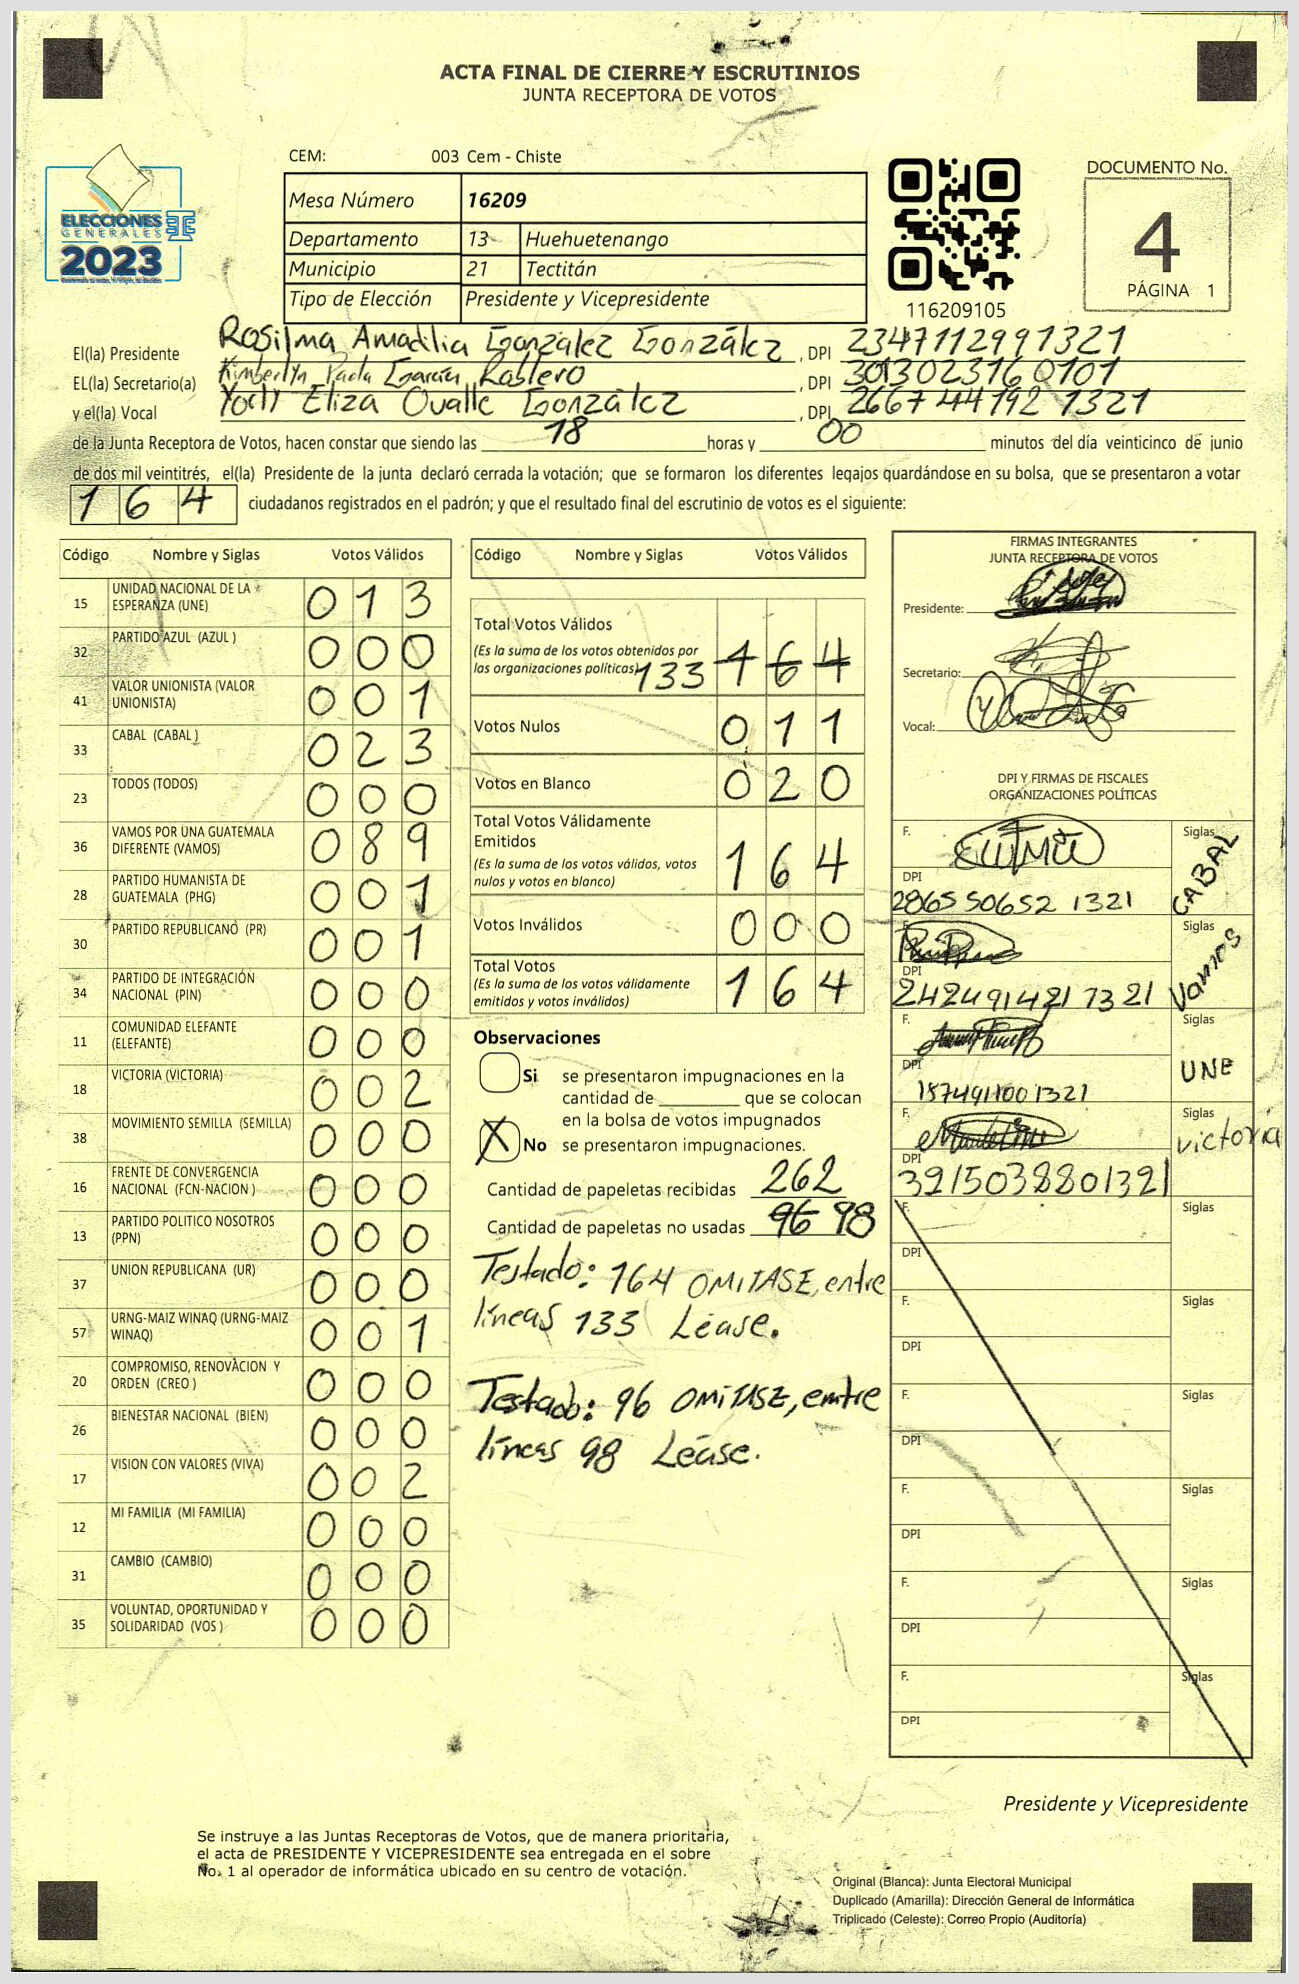 ACTA FINAL DE CIERRE Y ESCRUTINIOS
JUNTA RECEPTORA DE VOTOS
CEM: 003 Cem - Chiste
ELECCIONES
GENERALES
2023
Mesa Número 16209
Departamento 13 Huehuetenango
Municipio 21 Tectitán
Tipo de Elección Presidente y Vicepresidente
116209105
DOCUMENTO No.
4
PÁGINA 1
El(la) Presidente Rosilma Amadilia González González, DPI 2347112991321
EL(la) Secretario(a) Kimberlyn Paola García Roblero, DPI 301302316 0101
y el(la) Vocal Yoely Eliza Ovalle González, DPI 2667 44192 1321
de la Junta Receptora de Votos, hacen constar que siendo las 18 horas y 00 minutos del día veinticinco de junio
de dos mil veintitrés, el(la) Presidente de la junta declaró cerrada la votación; que se formaron los diferentes legajos quardándose en su bolsa, que se presentaron a votar
164 ciudadanos registrados en el padrón; y que el resultado final del escrutinio de votos es el siguiente:
Código Nombre y Siglas Votos Válidos
15 UNIDAD NACIONAL DE LA ESPERANZA (UNE) 013
32 PARTIDO AZUL (AZUL ) 000
41 VALOR UNIONISTA (VALOR UNIONISTA) 001
33 CABAL (CABAL ) 023
23 TODOS (TODOS) 000
36 VAMOS POR UNA GUATEMALA DIFERENTE (VAMOS) 089
28 PARTIDO HUMANISTA DE GUATEMALA (PHG) 001
30 PARTIDO REPUBLICANO (PR) 001
34 PARTIDO DE INTEGRACIÓN NACIONAL (PIN) 000
11 COMUNIDAD ELEFANTE (ELEFANTE) 000
18 VICTORIA (VICTORIA) 002
38 MOVIMIENTO SEMILLA (SEMILLA) 000
16 FRENTE DE CONVERGENCIA NACIONAL (FCN-NACION ) 000
13 PARTIDO POLITICO NOSOTROS (PPN) 000
37 UNION REPUBLICANA (UR) 000
57 URNG-MAIZ WINAQ (URNG-MAIZ WINAQ) 001
20 COMPROMISO, RENOVACION Y ORDEN (CREO ) 000
26 BIENESTAR NACIONAL (BIEN) 000
17 VISION CON VALORES (VIVA) 002
12 MI FAMILIA (MI FAMILIA) 000
31 CAMBIO (CAMBIO) 000
35 VOLUNTAD, OPORTUNIDAD Y SOLIDARIDAD (VOS ) 000
Código Nombre y Siglas Votos Válidos
Total Votos Válidos
(Es la suma de los votos obtenidos por
las organizaciones políticas) 133 164
Votos Nulos 011
Votos en Blanco 020
Total Votos Válidamente
Emitidos
(Es la suma de los votos válidos, votos
nulos y votos en blanco) 164
Votos Inválidos 000
Total Votos
(Es la suma de los votos válidamente
emitidos y votos inválidos) 164
Observaciones
Si se presentaron impugnaciones en la
cantidad de ________ que se colocan
en la bolsa de votos impugnados
X No se presentaron impugnaciones.
Cantidad de papeletas recibidas 262
Cantidad de papeletas no usadas 96 98
Testado: 164 OMITASE, entre
líneas 133 Léase.
Testado: 96 OMITASE, entre
líneas 98 Léase.
FIRMAS INTEGRANTES
JUNTA RECEPTORA DE VOTOS
Presidente:
Secretario:
Vocal:
DPI Y FIRMAS DE FISCALES
ORGANIZACIONES POLÍTICAS
F. Siglas CABAL
DPI
2865 50652 1321
F. Siglas VAMOS
DPI
2424914217321
F. Siglas UNE
DPI
1574911001321
F. Siglas victoria
DPI
3215038801321
F. Siglas
DPI
F. Siglas
DPI
F. Siglas
DPI
F. Siglas
DPI
F. Siglas
DPI
F. Siglas
DPI
Presidente y Vicepresidente
Se instruye a las Juntas Receptoras de Votos, que de manera prioritaria,
el acta de PRESIDENTE Y VICEPRESIDENTE sea entregada en el sobre
No. 1 al operador de informática ubicado en su centro de votación.
Original (Blanca): Junta Electoral Municipal
Duplicado (Amarilla): Dirección General de Informática
Triplicado (Celeste): Correo Propio (Auditoría)